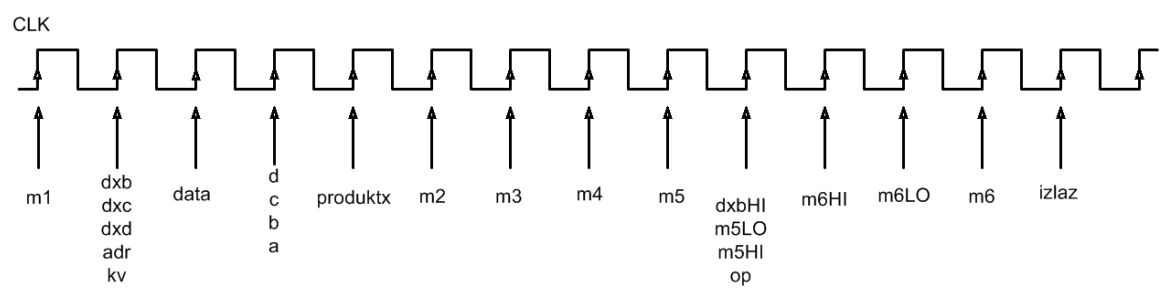 CLK
m1
dxb
dxc
dxd
adr
kv
data
d
c
b
a
produktx
m2
m3
m4
m5
dxbHI
m5LO
m5HI
op
m6HI
m6LO
m6
izlaz